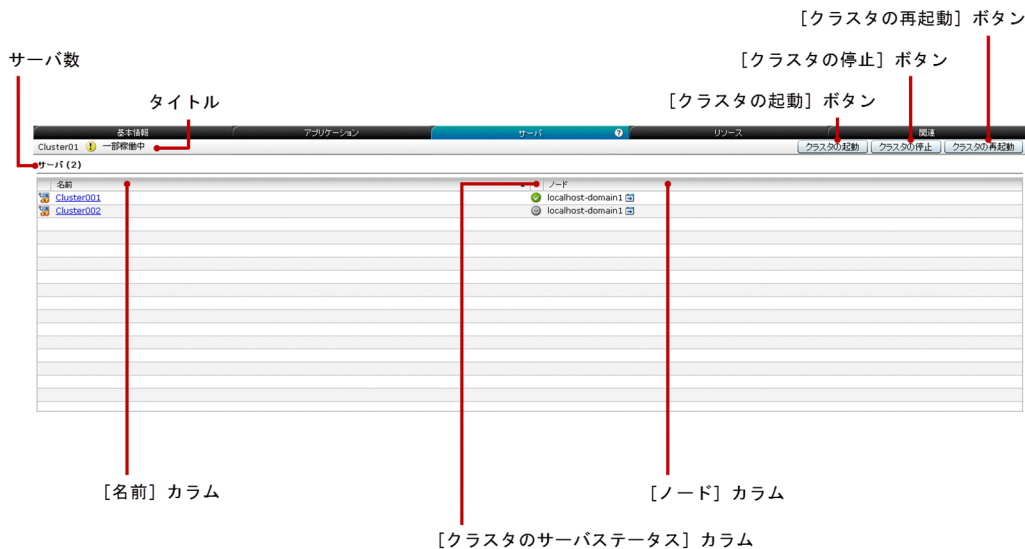 ［クラスタの再起動］ボタン
サーバ数
［クラスタの停止］ボタン
タイトル
［クラスタの起動］ボタン
基本情報 アプリケーション サーバ ? リソース 関連
Cluster01 ! 一部稼働中 クラスタの起動 クラスタの停止 クラスタの再起動
サーバ (2)
名前 ノード
Cluster001 localhost-domain1
Cluster002 localhost-domain1
［名前］カラム
［ノード］カラム
［クラスタのサーバステータス］カラム